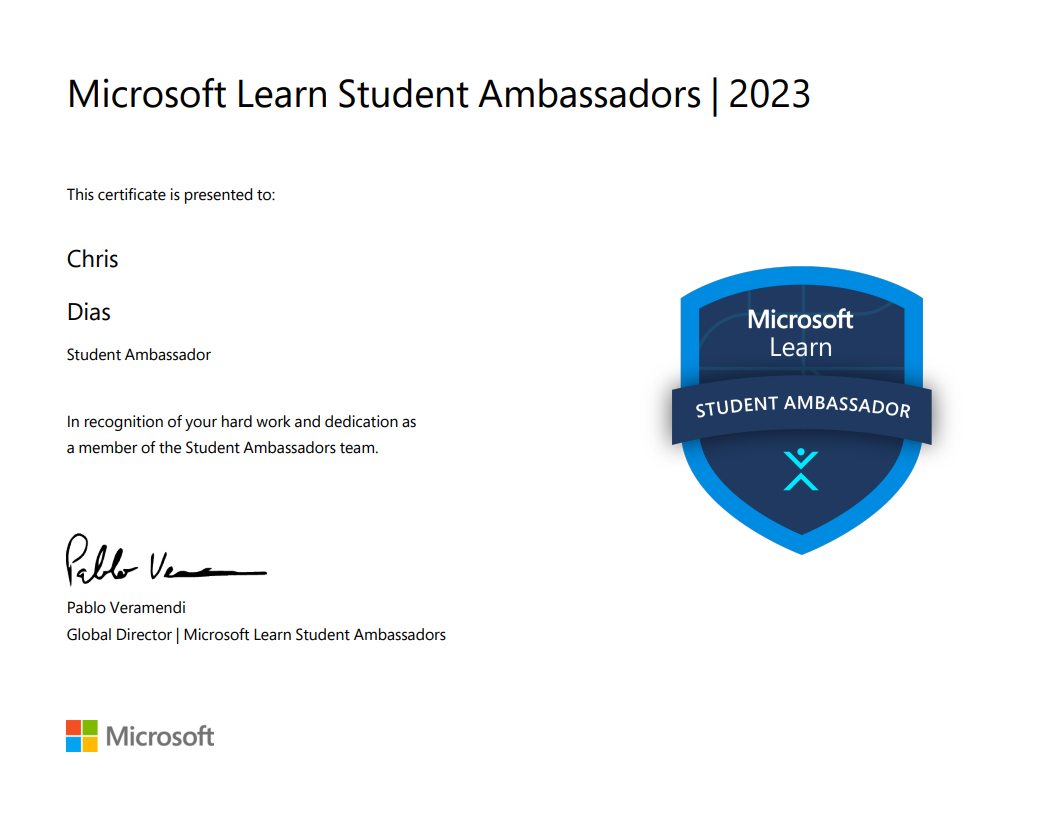 Microsoft Learn Student Ambassadors | 2023
This certificate is presented to:
Chris
Dias
Student Ambassador
In recognition of your hard work and dedication as
a member of the Student Ambassadors team.
Microsoft
Learn
STUDENT AMBASSADOR
Pablo Veramendi
Global Director | Microsoft Learn Student Ambassadors
Microsoft